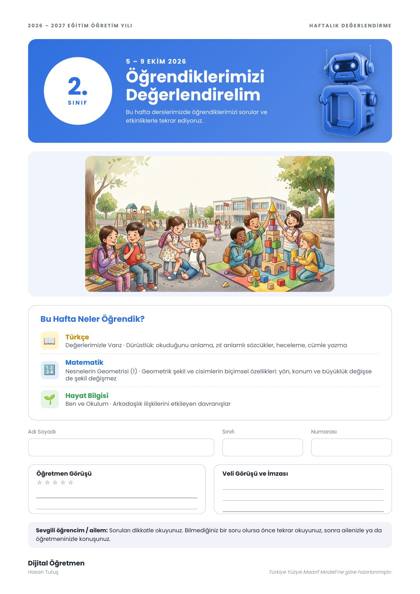 2026 – 2027 EĞİTİM ÖĞRETİM YILI
HAFTALIK DEĞERLENDİRME
2.
SINIF
5 – 9 EKİM 2026
Öğrendiklerimizi
Değerlendirelim
Bu hafta derslerimizde öğrendiklerimizi sorular ve
etkinliklerle tekrar ediyoruz.
Bu Hafta Neler Öğrendik?
Türkçe
Değerlerimizle Varız · Dürüstlük: okuduğunu anlama, zıt anlamlı sözcükler, heceleme, cümle yazma
Matematik
Nesnelerin Geometrisi (1) · Geometrik şekil ve cisimlerin biçimsel özellikleri: yön, konum ve büyüklük değişse
de şekil değişmez
Hayat Bilgisi
Ben ve Okulum · Arkadaşlık ilişkilerini etkileyen davranışlar
Adı Soyadı
Sınıfı
Numarası
Öğretmen Görüşü
Veli Görüşü ve İmzası
Sevgili öğrencim / ailem: Soruları dikkatle okuyunuz. Bilmediğiniz bir soru olursa önce tekrar okuyunuz, sonra ailenizle ya da
öğretmeninizle konuşunuz.
Dijital Öğretmen
Hasan Tutuş
Türkiye Yüzyılı Maarif Modeli'ne göre hazırlanmıştır.